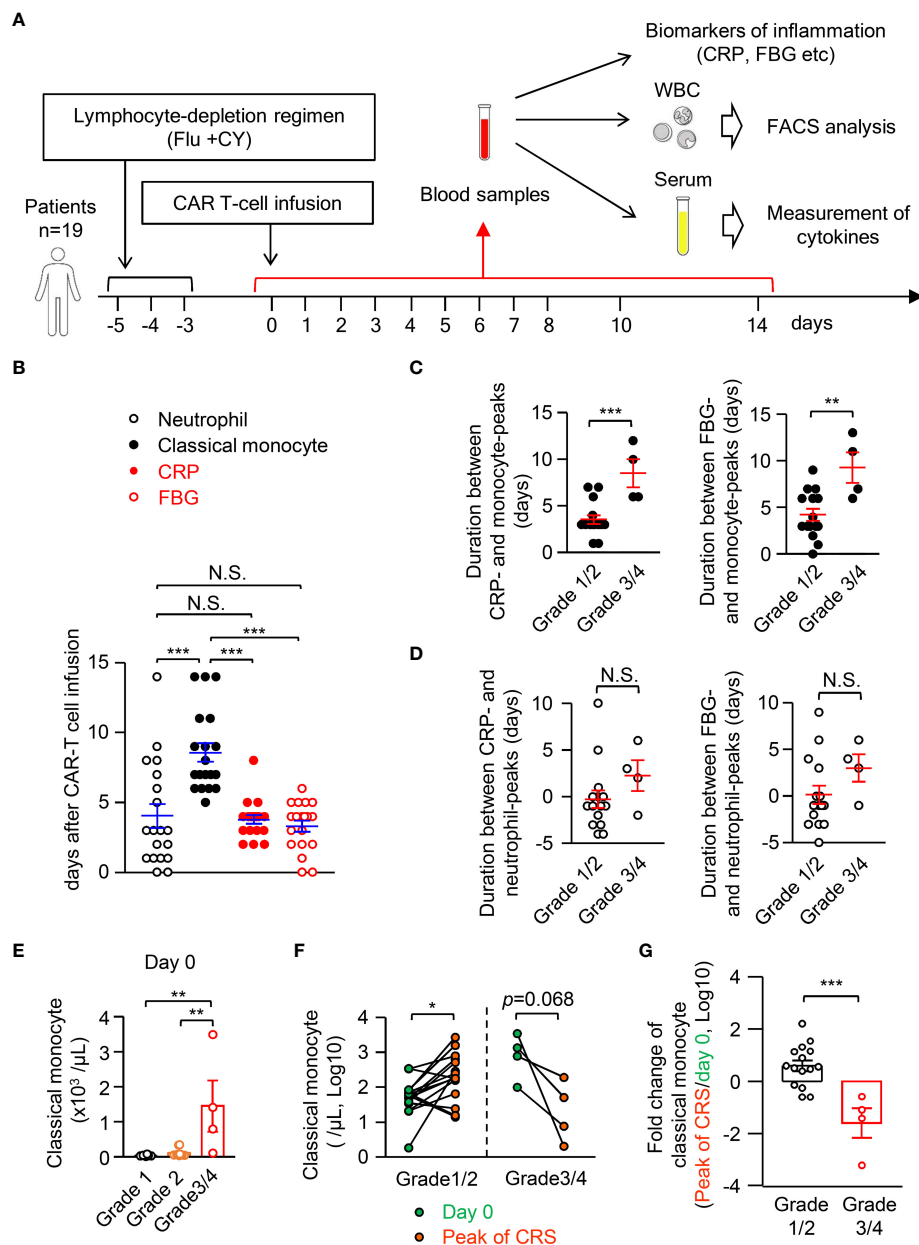 A
Lymphocyte-depletion regimen
(Flu +CY)
CAR T-cell infusion
Patients
n=19
Blood samples
Biomarkers of inflammation
(CRP, FBG etc)
WBC
FACS analysis
Serum
Measurement of
cytokines
-5 -4 -3 0 1 2 3 4 5 6 7 8 10 14 days
B
Neutrophil
Classical monocyte
CRP
FBG
N.S.
N.S.
***
*** ***
days after CAR-T cell infusion
15
10
5
0
C
Duration between
CRP- and monocyte-peaks
(days)
15
10
5
0
***
Grade 1/2
Grade 3/4
Duration between FBG-
and monocyte-peaks (days)
15
10
5
0
**
Grade 1/2
Grade 3/4
D
Duration between CRP- and
neutrophil-peaks (days)
10
5
0
-5
N.S.
Grade 1/2
Grade 3/4
Duration between FBG-
and neutrophil-peaks (days)
10
5
0
-5
N.S.
Grade 1/2
Grade 3/4
E
Day 0
Classical monocyte
(x10³ /μL)
4
3
2
1
0
**
**
Grade 1
Grade 2
Grade3/4
F
Classical monocyte
( /μL, Log10)
4
3
2
1
0
*
p=0.068
Grade1/2
Grade3/4
Day 0
Peak of CRS
G
Fold change of
classical monocyte
(Peak of CRS/day 0, Log10)
4
2
0
-2
-4
***
Grade
1/2
Grade
3/4